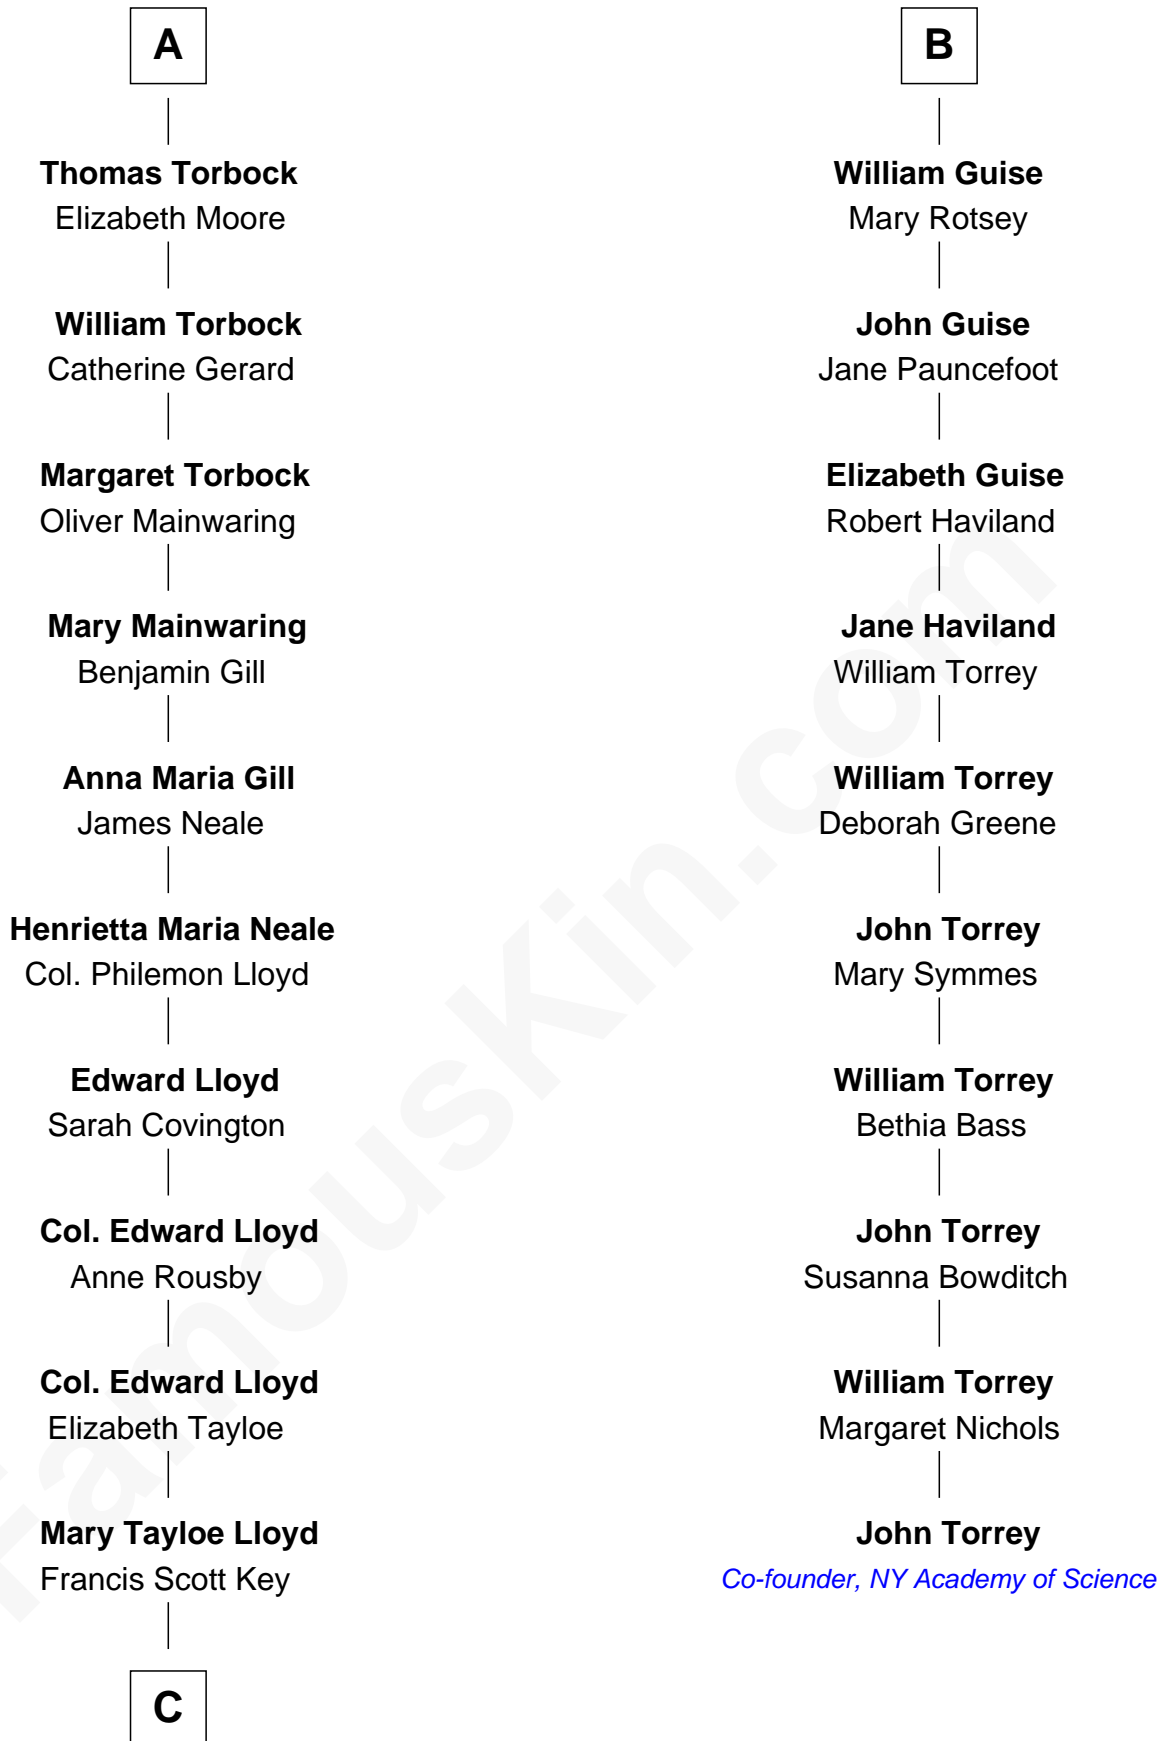 A
Thomas Torbock
Elizabeth Moore
William Torbock
Catherine Gerard
Margaret Torbock
Oliver Mainwaring
Mary Mainwaring
Benjamin Gill
Anna Maria Gill
James Neale
Henrietta Maria Neale
Col. Philemon Lloyd
Edward Lloyd
Sarah Covington
Col. Edward Lloyd
Anne Rousby
Col. Edward Lloyd
Elizabeth Tayloe
Mary Tayloe Lloyd
Francis Scott Key
C
B
William Guise
Mary Rotsey
John Guise
Jane Pauncefoot
Elizabeth Guise
Robert Haviland
Jane Haviland
William Torrey
William Torrey
Deborah Greene
John Torrey
Mary Symmes
William Torrey
Bethia Bass
John Torrey
Susanna Bowditch
William Torrey
Margaret Nichols
John Torrey
Co-founder, NY Academy of Science
FamousKin.com